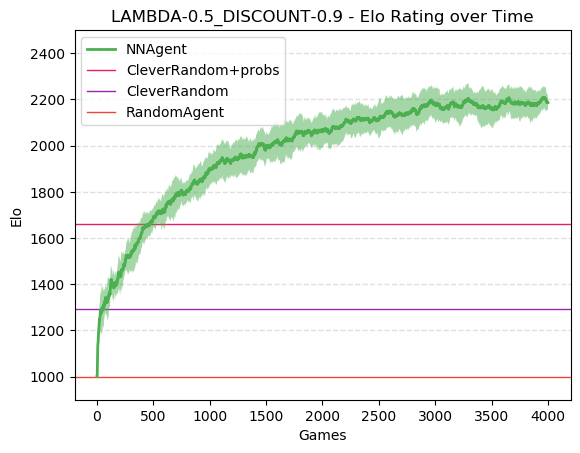 LAMBDA-0.5_DISCOUNT-0.9 - Elo Rating over Time
NNAgent
CleverRandom+probs
CleverRandom
RandomAgent
Elo
2400
2200
2000
1800
1600
1400
1200
1000
0 500 1000 1500 2000 2500 3000 3500 4000
Games